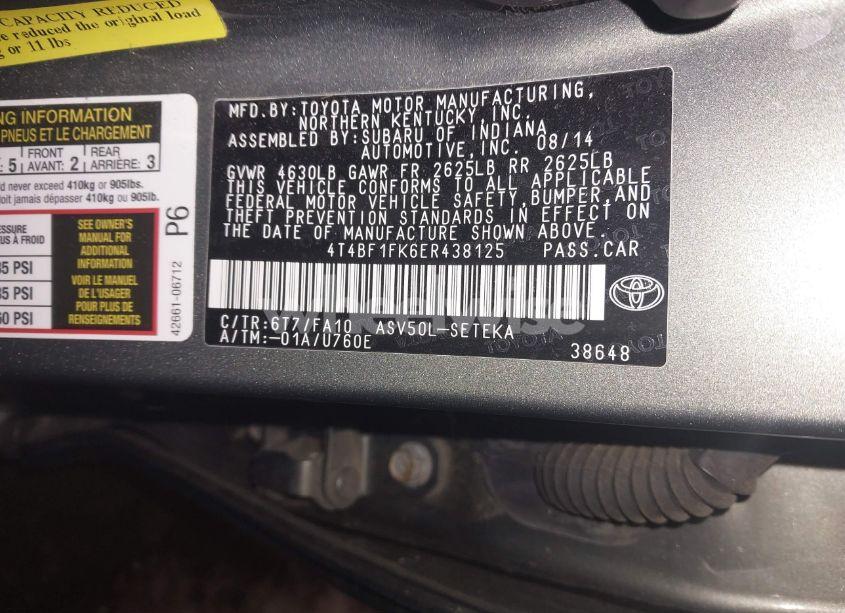 CAPACITY REDUCED
reduced the original load
or 11 lbs
ING INFORMATION
PNEUS ET LE CHARGEMENT
5 FRONT AVANT: 2 REAR ARRIÈRE: 3
never exceed 410kg or 905lbs.
doit jamais dépasser 410kg ou 905lb.
SEE OWNER'S
MANUAL FOR
ADDITIONAL
INFORMATION
VOIR LE MANUEL
DE L'USAGER
POUR PLUS DE
RENSEIGNEMENTS
35 PSI
35 PSI
60 PSI
P6
42661-06712
MFD.BY:TOYOTA MOTOR MANUFACTURING,
NORTHERN KENTUCKY, INC.
ASSEMBLED BY:SUBARU OF INDIANA
AUTOMOTIVE,INC. 08/14
GVWR 4630LB GAWR FR 2625LB RR 2625LB
THIS VEHICLE CONFORMS TO ALL APPLICABLE
FEDERAL MOTOR VEHICLE SAFETY,BUMPER,AND
THEFT PREVENTION STANDARDS IN EFFECT ON
THE DATE OF MANUFACTURE SHOWN ABOVE.
4T4BF1FK6ER438125 PASS.CAR
wheelwise
C/TR:6T7/FA10 ASV50L-SETEKA
A/TM:-01A/U760E
38648